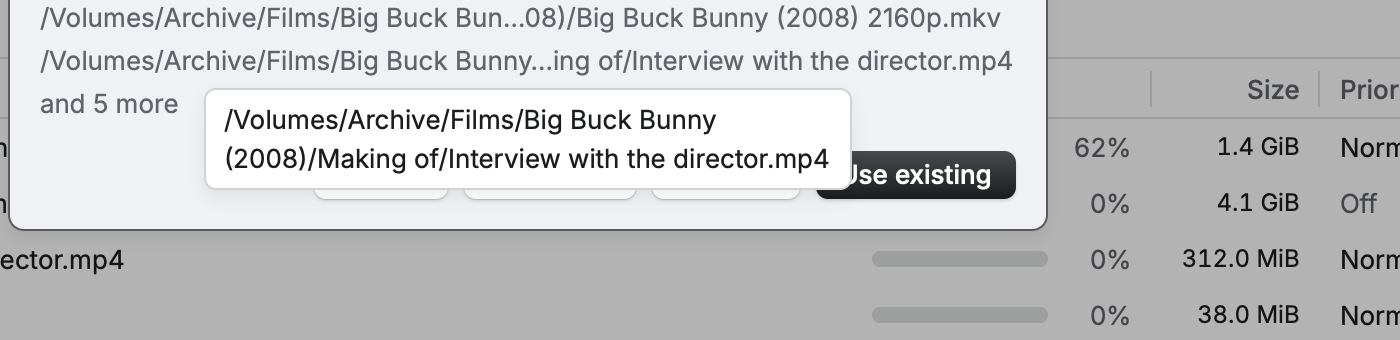 /Volumes/Archive/Films/Big Buck Bun...08)/Big Buck Bunny (2008) 2160p.mkv
/Volumes/Archive/Films/Big Buck Bunny...ing of/Interview with the director.mp4
and 5 more
/Volumes/Archive/Films/Big Buck Bunny
(2008)/Making of/Interview with the director.mp4
existing
Size
62% 1.4 GiB
0% 4.1 GiB Off
ector.mp4 0% 312.0 MiB
0% 38.0 MiB